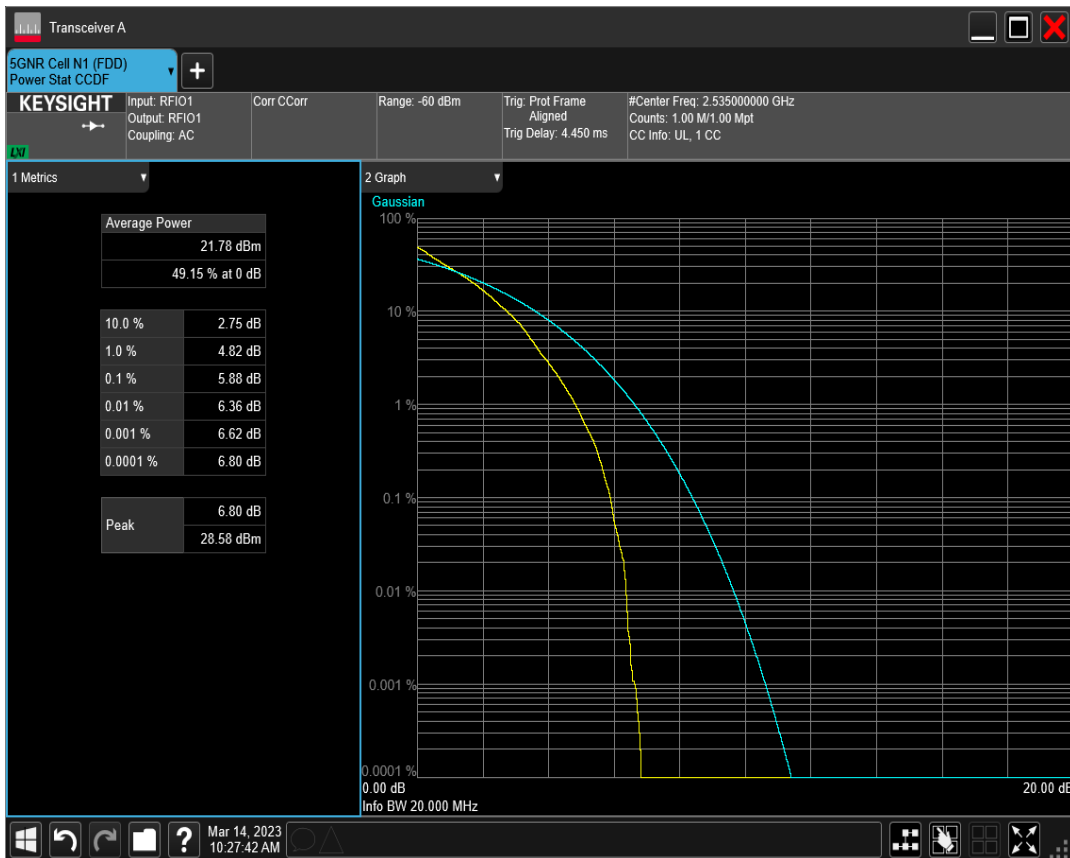 Transceiver A
5GNR Cell N1 (FDD)
Power Stat CCDF
KEYSIGHT
LXI
Input: RFIO1
Output: RFIO1
Coupling: AC
Corr CCorr
Range: -60 dBm
Trig: Prot Frame
Aligned
Trig Delay: 4.450 ms
#Center Freq: 2.535000000 GHz
Counts: 1.00 M/1.00 Mpt
CC Info: UL, 1 CC
1 Metrics
Average Power
21.78 dBm
49.15 % at 0 dB
10.0 % 2.75 dB
1.0 % 4.82 dB
0.1 % 5.88 dB
0.01 % 6.36 dB
0.001 % 6.62 dB
0.0001 % 6.80 dB
Peak
6.80 dB
28.58 dBm
2 Graph
Gaussian
100 %
10 %
1 %
0.1 %
0.01 %
0.001 %
0.0001 %
0.00 dB 20.00 dB
Info BW 20.000 MHz
Mar 14, 2023
10:27:42 AM